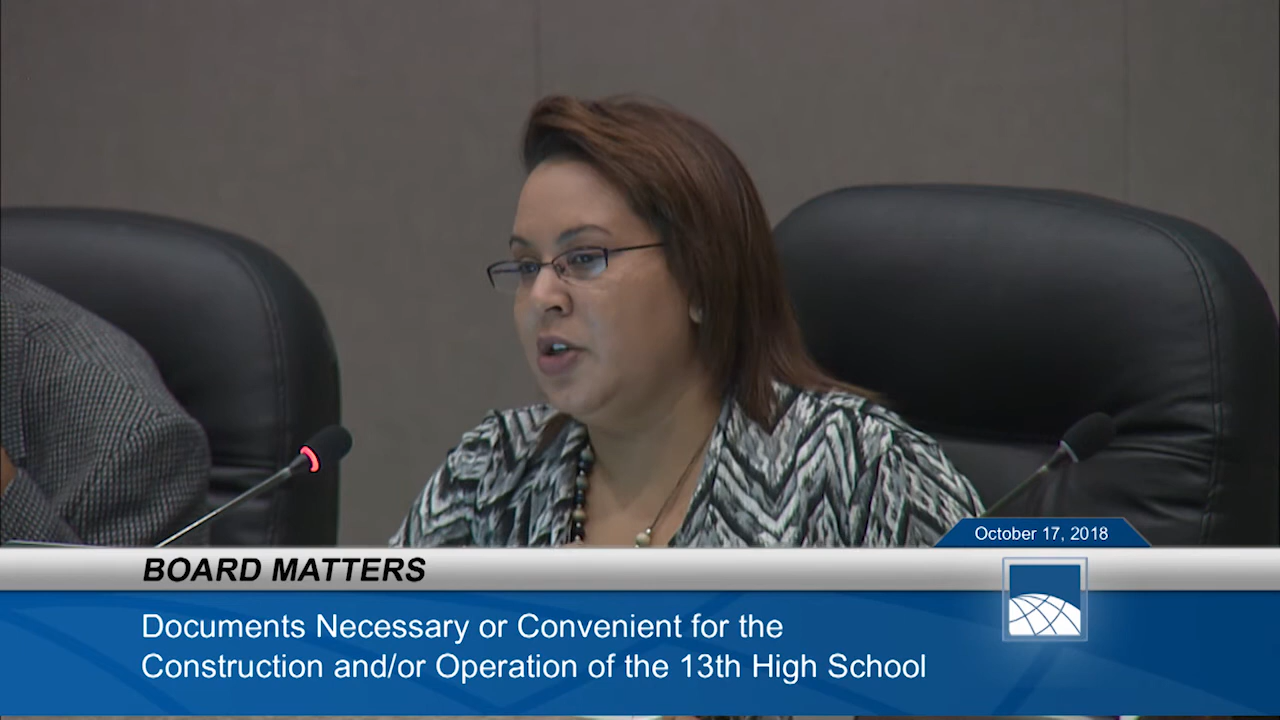 October 17, 2018
BOARD MATTERS
Documents Necessary or Convenient for the
Construction and/or Operation of the 13th High School